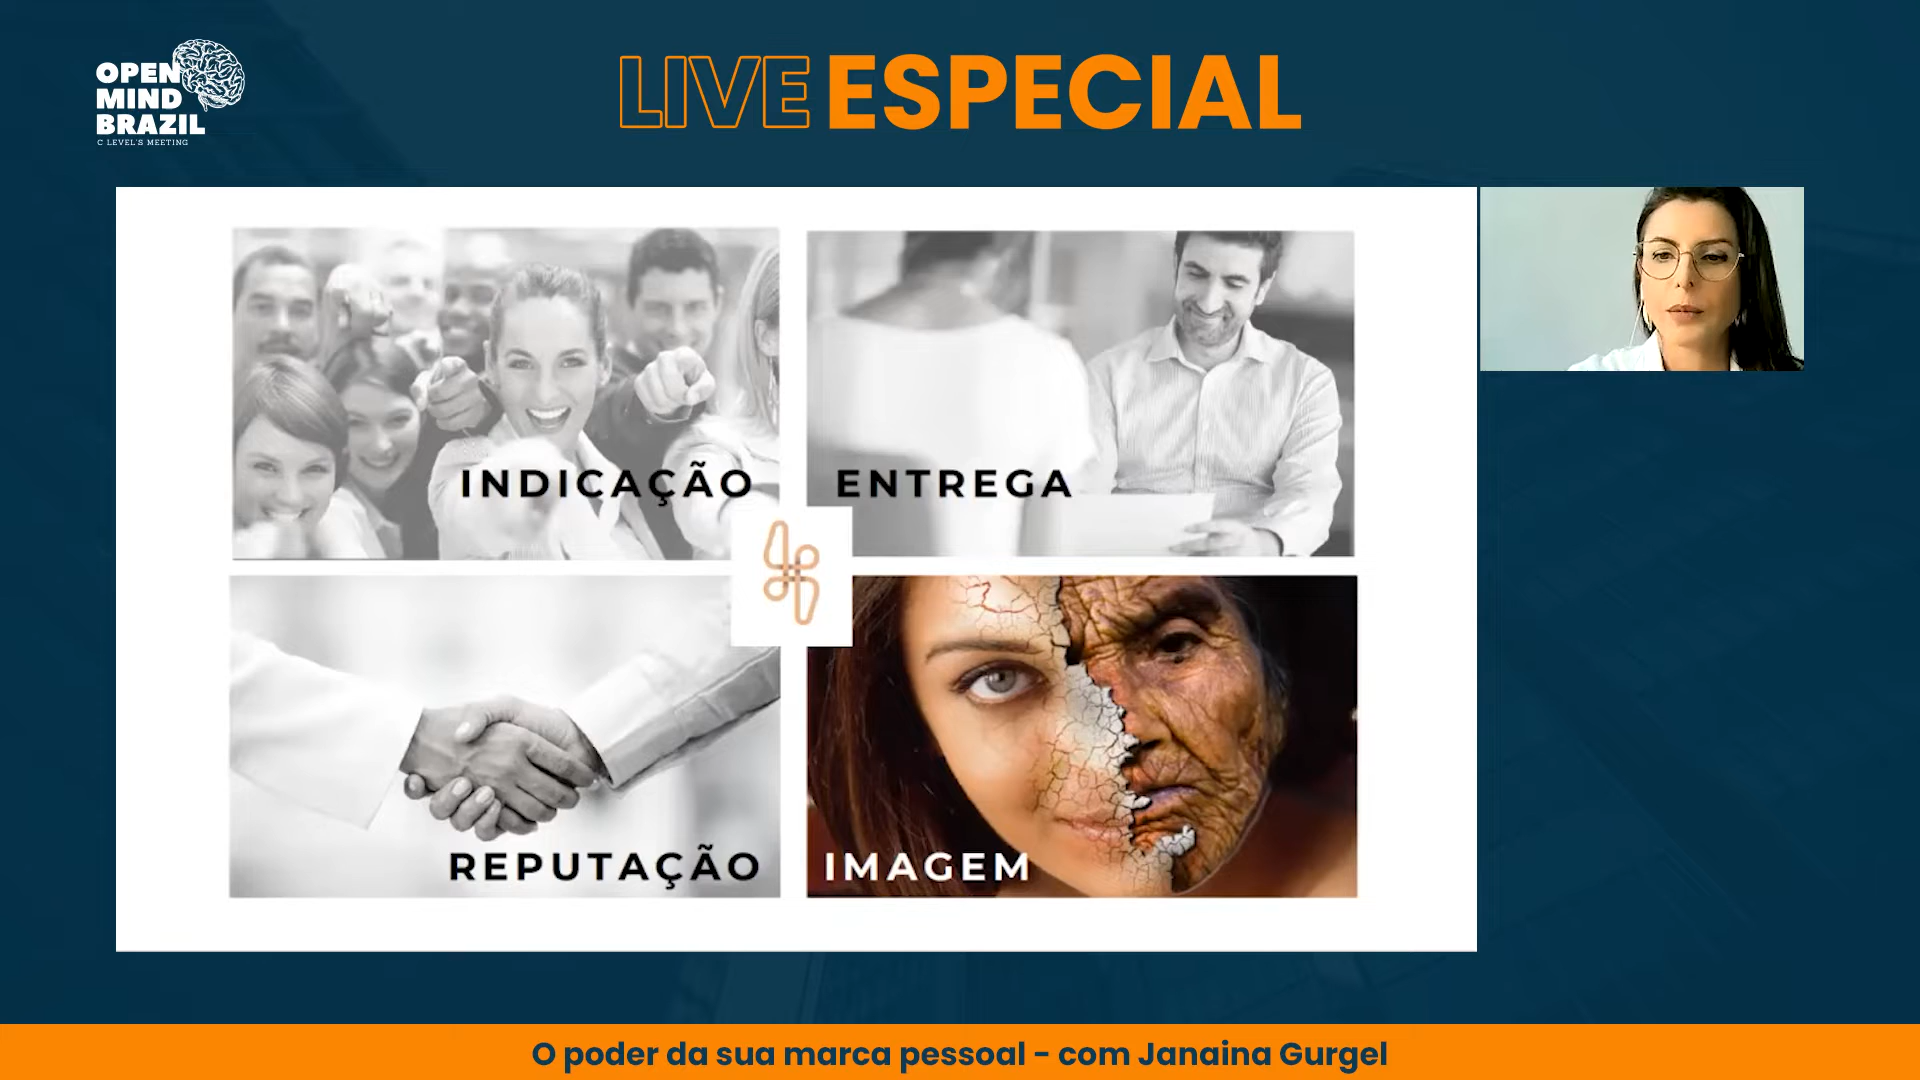 OPEN
MIND
BRAZIL
C LEVEL'S MEETING
LIVE ESPECIAL
INDICAÇÃO
ENTREGA
REPUTAÇÃO
IMAGEM
O poder da sua marca pessoal - com Janaina Gurgel